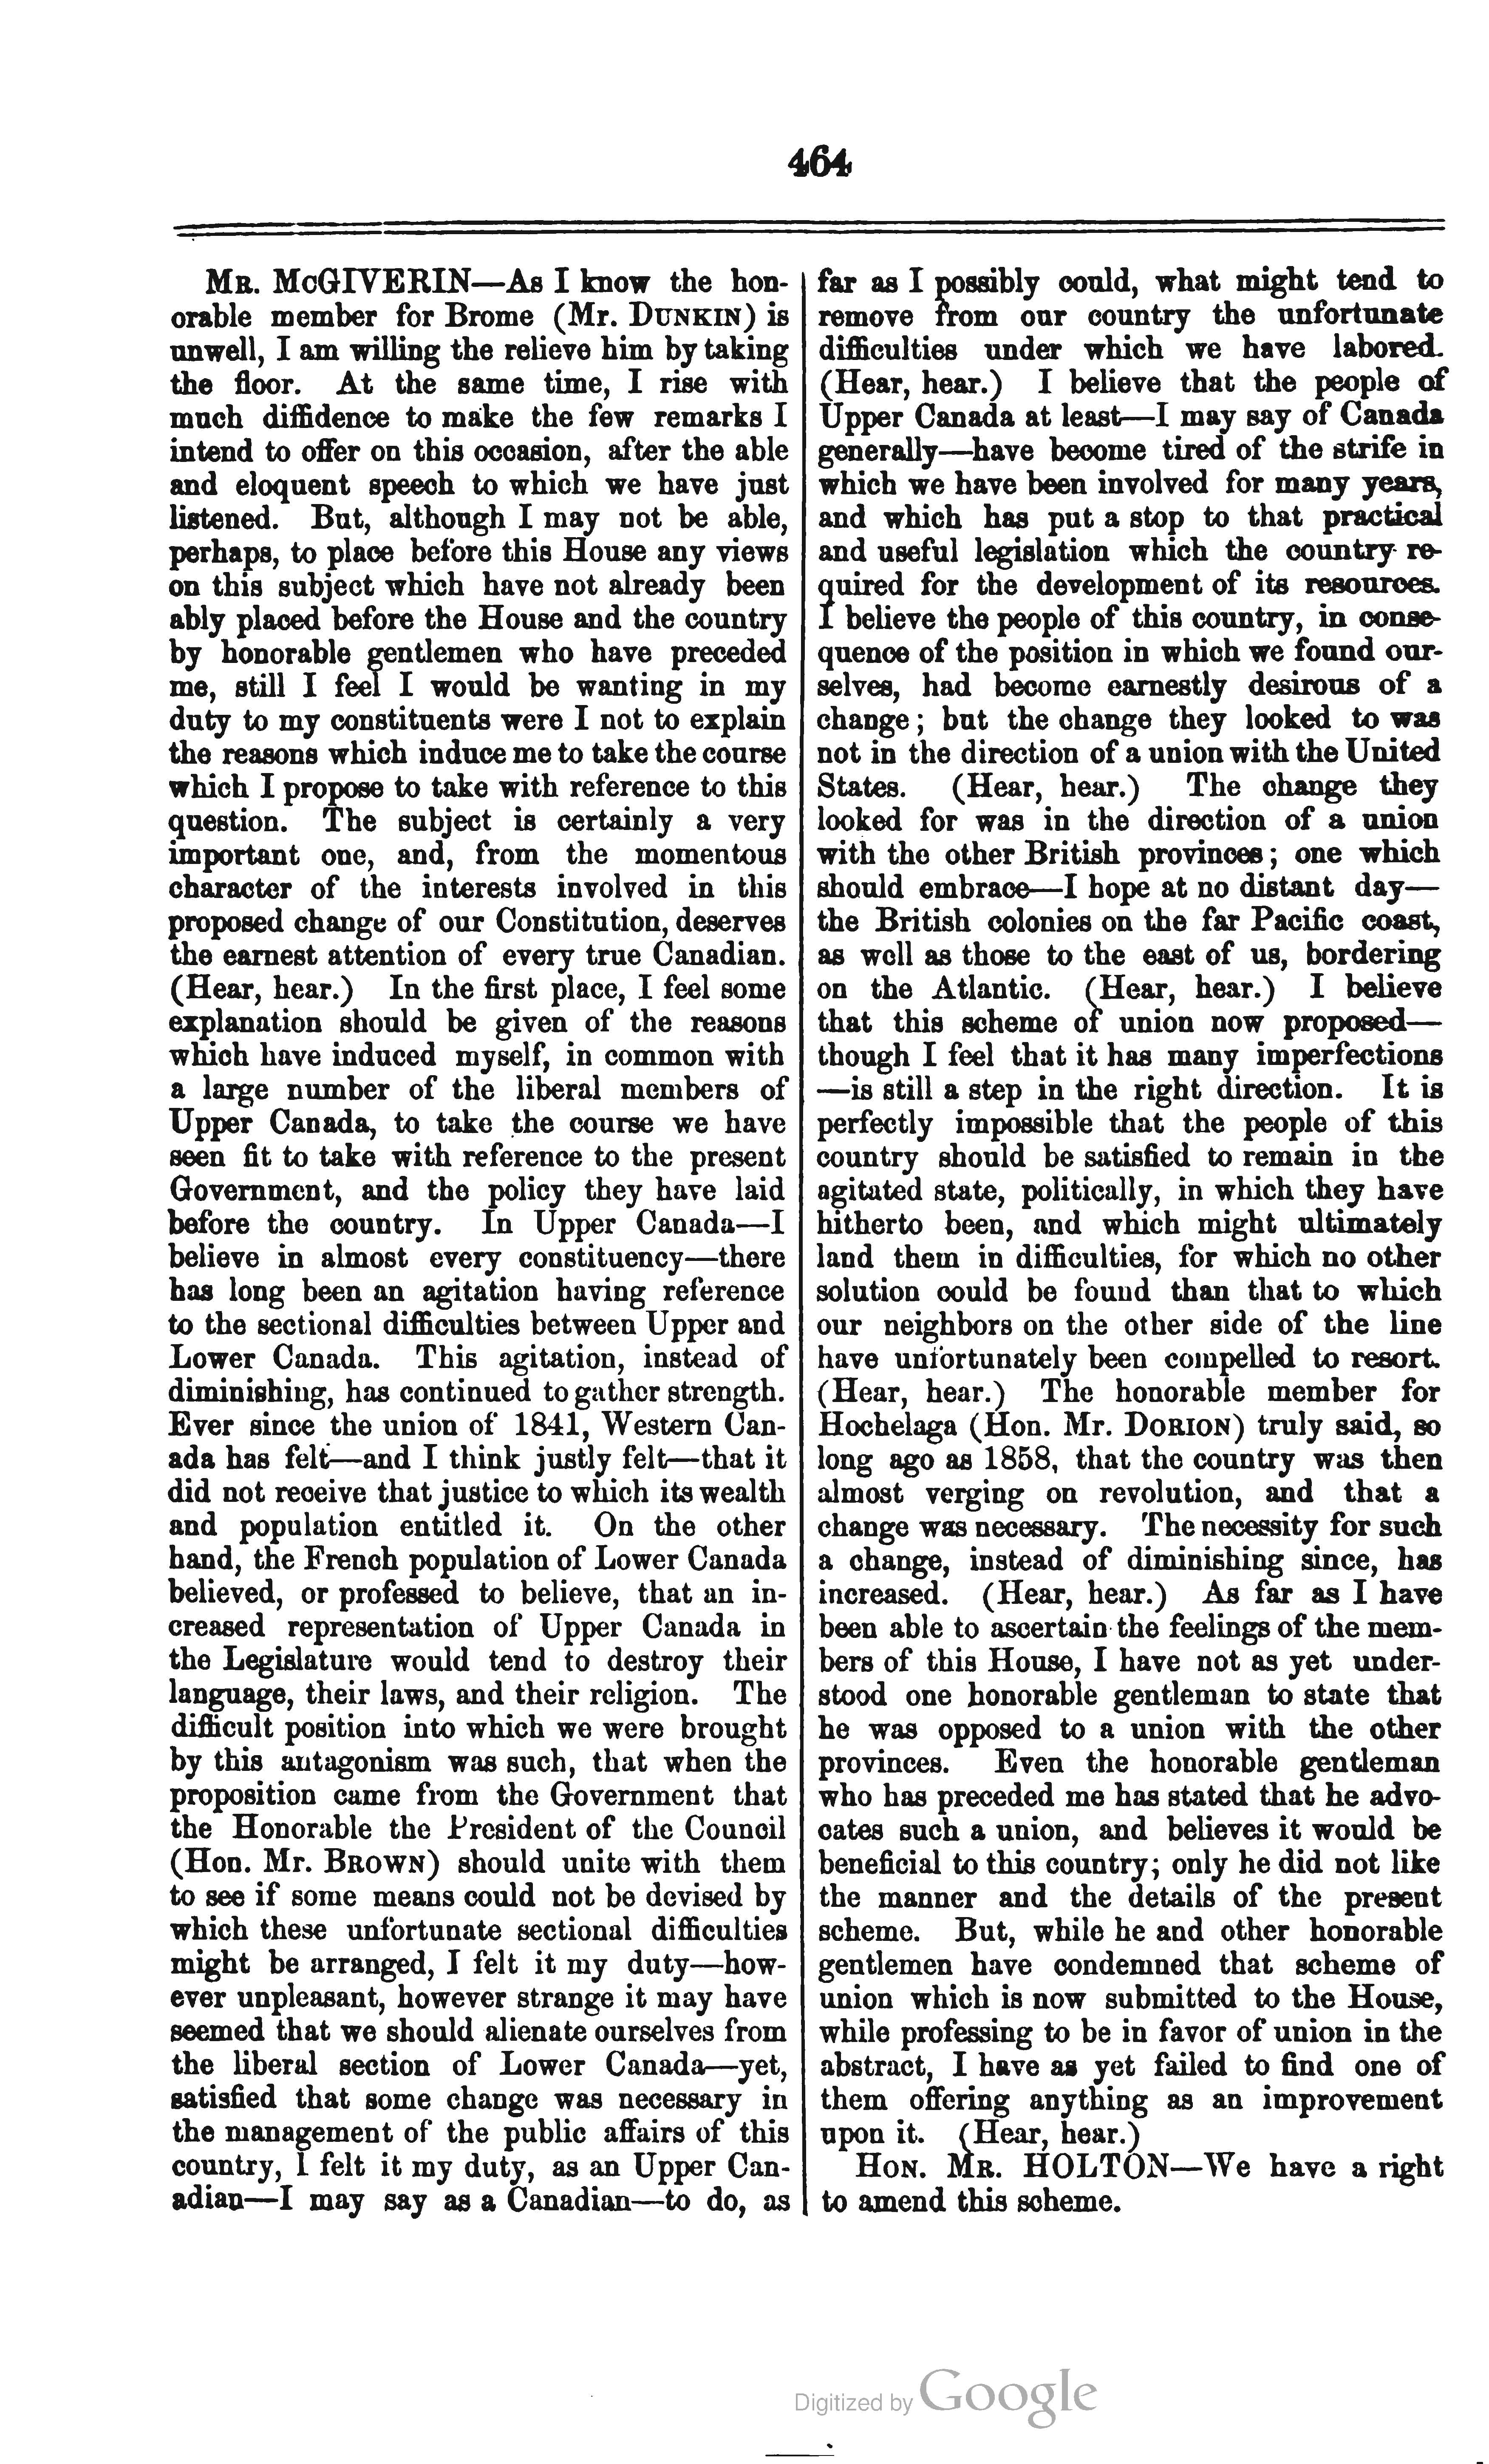 464
MR. MCGIVERIN—As I know the hon-
orable member for Brome (Mr. DUNKIN) is
unwell, I am willing the relieve him by taking
the floor. At the same time, I rise with
much diffidence to make the few remarks I
intend to offer on this occasion, after the able
and eloquent speech to which we have just
listened. But, although I may not be able,
perhaps, to place before this House any views
on this subject which have not already been
ably placed before the House and the country
by honorable gentlemen who have preceded
me, still I feel I would be wanting in my
duty to my constituents were I not to explain
the reasons which induce me to take the course
which I propose to take with reference to this
question. The subject is certainly a very
important one, and, from the momentous
character of the interests involved in this
proposed change of our Constitution, deserves
the earnest attention of every true Canadian.
(Hear, hear.) In the first place, I feel some
explanation should be given of the reasons
which have induced myself, in common with
a large number of the liberal members of
Upper Canada, to take the course we have
seen fit to take with reference to the present
Government, and the policy they have laid
before the country. In Upper Canada—I
believe in almost every constituency—there
has long been an agitation having reference
to the sectional difficulties between Upper and
Lower Canada. This agitation, instead of
diminishing, has continued to gather strength.
Ever since the union of 1841, Western Can-
ada has felt—and I think justly felt—that it
did not receive that justice to which its wealth
and population entitled it. On the other
hand, the French population of Lower Canada
believed, or professed to believe, that an in-
creased representation of Upper Canada in
the Legislature would tend to destroy their
language, their laws, and their religion. The
difficult position into which we were brought
by this antagonism was such, that when the
proposition came from the Government that
the Honorable the President of the Council
(Hon. Mr. BROWN) should unite with them
to see if some means could not be devised by
which these unfortunate sectional difficulties
might be arranged, I felt it my duty—how-
ever unpleasant, however strange it may have
seemed that we should alienate ourselves from
the liberal section of Lower Canada—yet,
satisfied that some change was necessary in
the management of the public affairs of this
country, I felt it my duty, as an Upper Can-
adian—I may say as a Canadian—to do, as
far as I possibly could, what might tend to
remove from our country the unfortunate
difficulties under which we have labored.
(Hear, hear.) I believe that the people of
Upper Canada at least—I may say of Canada
generally—have become tired of the strife in
which we have been involved for many years,
and which has put a stop to that practical
and useful legislation which the country re-
quired for the development of its resources.
I believe the people of this country, in conse-
quence of the position in which we found our-
selves, had become earnestly desirous of a
change; but the change they looked to was
not in the direction of a union with the United
States. (Hear, hear.) The change they
looked for was in the direction of a union
with the other British provinces; one which
should embrace—I hope at no distant day—
the British colonies on the far Pacific coast,
as well as those to the east of us, bordering
on the Atlantic. (Hear, hear.) I believe
that this scheme of union now proposed—
though I feel that it has many imperfections
—is still a step in the right direction. It is
perfectly impossible that the people of this
country should be satisfied to remain in the
agitated state, politically, in which they have
hitherto been, and which might ultimately
land them in difficulties, for which no other
solution could be found than that to which
our neighbors on the other side of the line
have unfortunately been compelled to resort.
(Hear, hear.) The honorable member for
Hochelaga (Hon. Mr. DORION) truly said, so
long ago as 1858, that the country was then
almost verging on revolution, and that a
change was necessary. The necessity for such
a change, instead of diminishing since, has
increased. (Hear, hear.) As far as I have
been able to ascertain the feelings of the mem-
bers of this House, I have not as yet under-
stood one honorable gentleman to state that
he was opposed to a union with the other
provinces. Even the honorable gentleman
who has preceded me has stated that he advo-
cates such a union, and believes it would be
beneficial to this country; only he did not like
the manner and the details of the present
scheme. But, while he and other honorable
gentlemen have condemned that scheme of
union which is now submitted to the House,
while professing to be in favor of union in the
abstract, I have as yet failed to find one of
them offering anything as an improvement
upon it. (Hear, hear.)
HON. MR. HOLTON—We have a right
to amend this scheme.
Digitized by Google